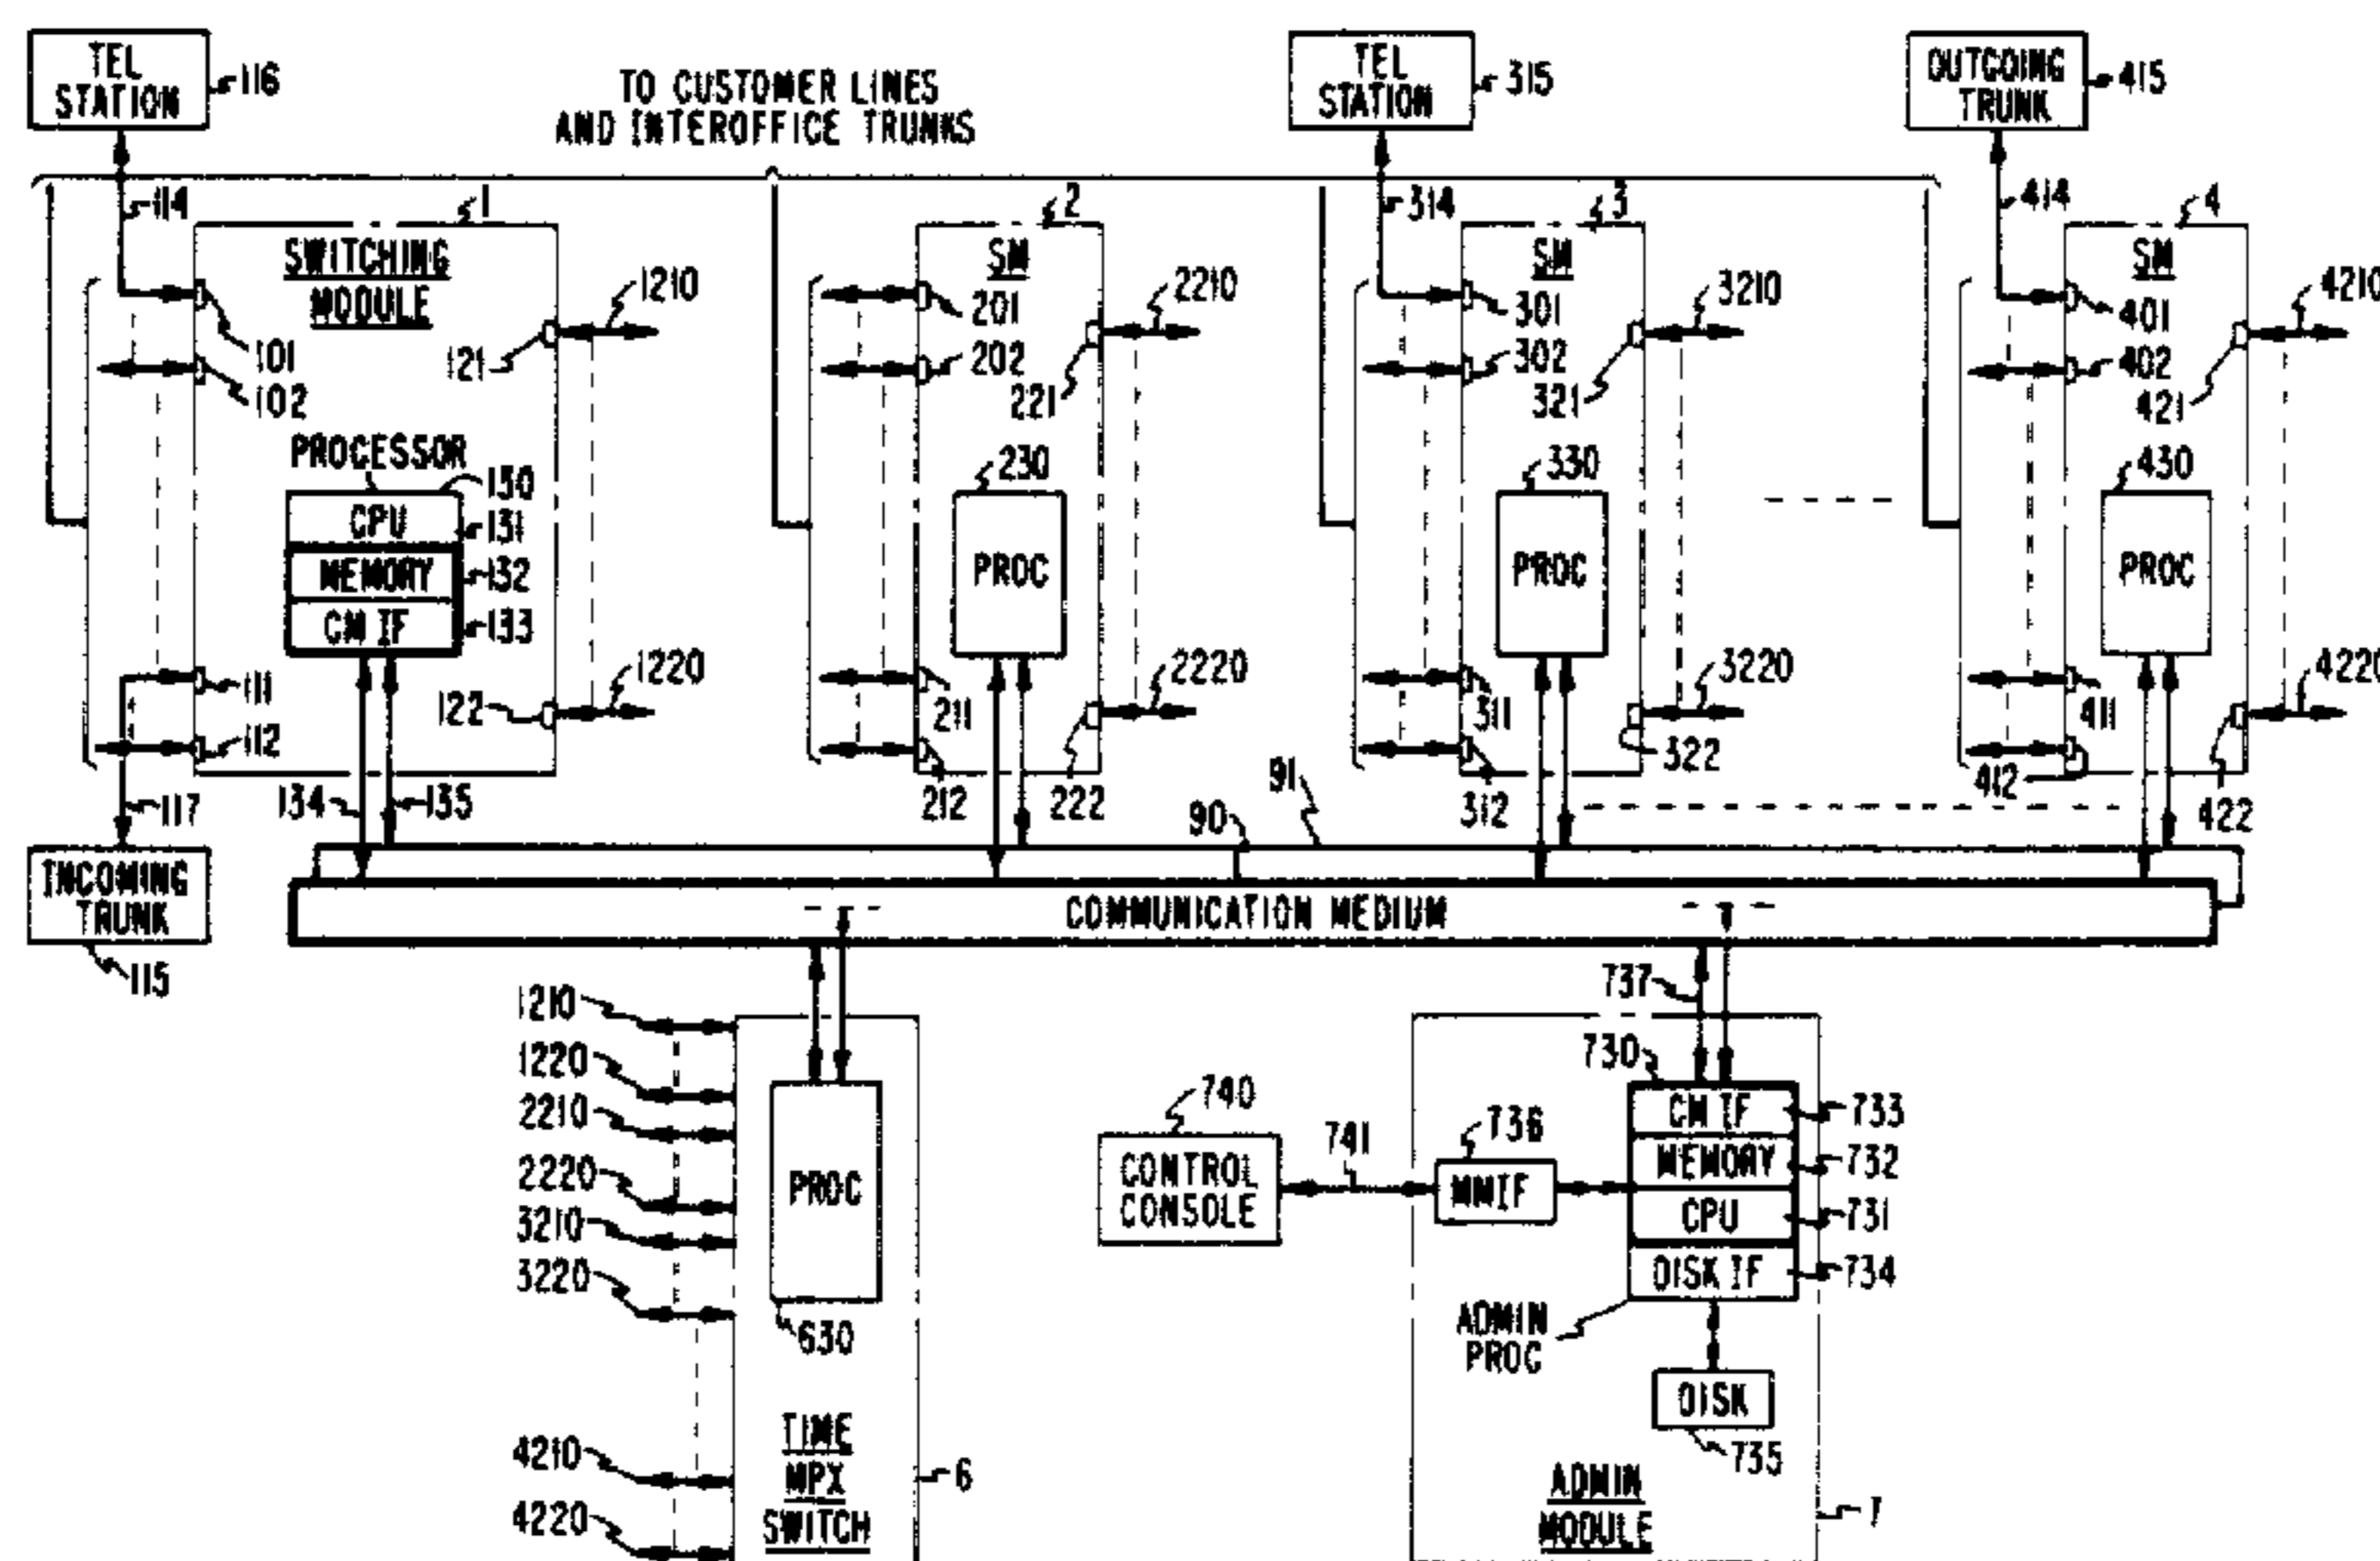 TEL
STATION
116
TO CUSTOMER LINES
AND INTEROFFICE TRUNKS
TEL
STATION
315
OUTGOING
TRUNK
415
114
1
2
314
3
414
4
SWITCHING
MODULE
SM
SM
SM
1210
2210
3210
4210
101
102
121
201
202
221
301
302
321
401
402
421
PROCESSOR
130
CPU
131
MEMORY
132
CM IF
133
230
PROC
330
PROC
430
PROC
111
112
122
1220
211
212
222
2220
311
312
322
3220
411
412
422
4220
117
134
135
90
91
INCOMING
TRUNK
115
COMMUNICATION MEDIUM
737
1210
1220
2210
2220
3210
3220
4210
4220
PROC
630
TIME
MPX
SWITCH
6
740
CONTROL
CONSOLE
741
736
MMIF
730
CM IF
733
MEMORY
732
CPU
731
DISK IF
734
ADMIN
PROC
DISK
735
ADMIN
MODULE
7